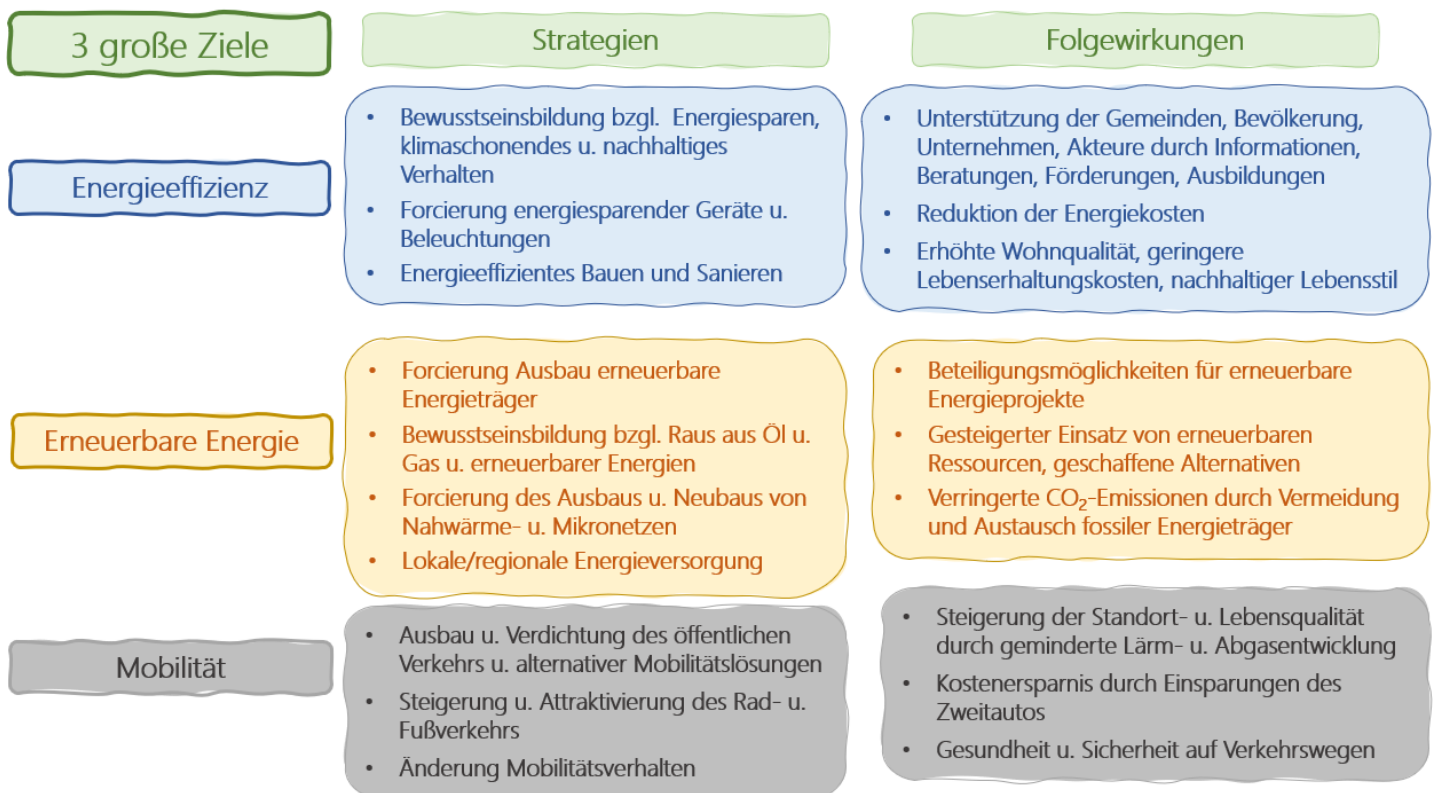 3 große Ziele
Strategien
Folgewirkungen
Energieeffizienz
• Bewusstseinsbildung bzgl. Energiesparen,
klimaschonendes u. nachhaltiges
Verhalten
• Forcierung energiesparender Geräte u.
Beleuchtungen
• Energieeffizientes Bauen und Sanieren
• Unterstützung der Gemeinden, Bevölkerung,
Unternehmen, Akteure durch Informationen,
Beratungen, Förderungen, Ausbildungen
• Reduktion der Energiekosten
• Erhöhte Wohnqualität, geringere
Lebenserhaltungskosten, nachhaltiger Lebensstil
Erneuerbare Energie
• Forcierung Ausbau erneuerbare
Energieträger
• Bewusstseinsbildung bzgl. Raus aus Öl u.
Gas u. erneuerbarer Energien
• Forcierung des Ausbaus u. Neubaus von
Nahwärme- u. Mikronetzen
• Lokale/regionale Energieversorgung
• Beteiligungsmöglichkeiten für erneuerbare
Energieprojekte
• Gesteigerter Einsatz von erneuerbaren
Ressourcen, geschaffene Alternativen
• Verringerte CO₂-Emissionen durch Vermeidung
und Austausch fossiler Energieträger
Mobilität
• Ausbau u. Verdichtung des öffentlichen
Verkehrs u. alternativer Mobilitätslösungen
• Steigerung u. Attraktivierung des Rad- u.
Fußverkehrs
• Änderung Mobilitätsverhalten
• Steigerung der Standort- u. Lebensqualität
durch geminderte Lärm- u. Abgasentwicklung
• Kostenersparnis durch Einsparungen des
Zweitautos
• Gesundheit u. Sicherheit auf Verkehrswegen